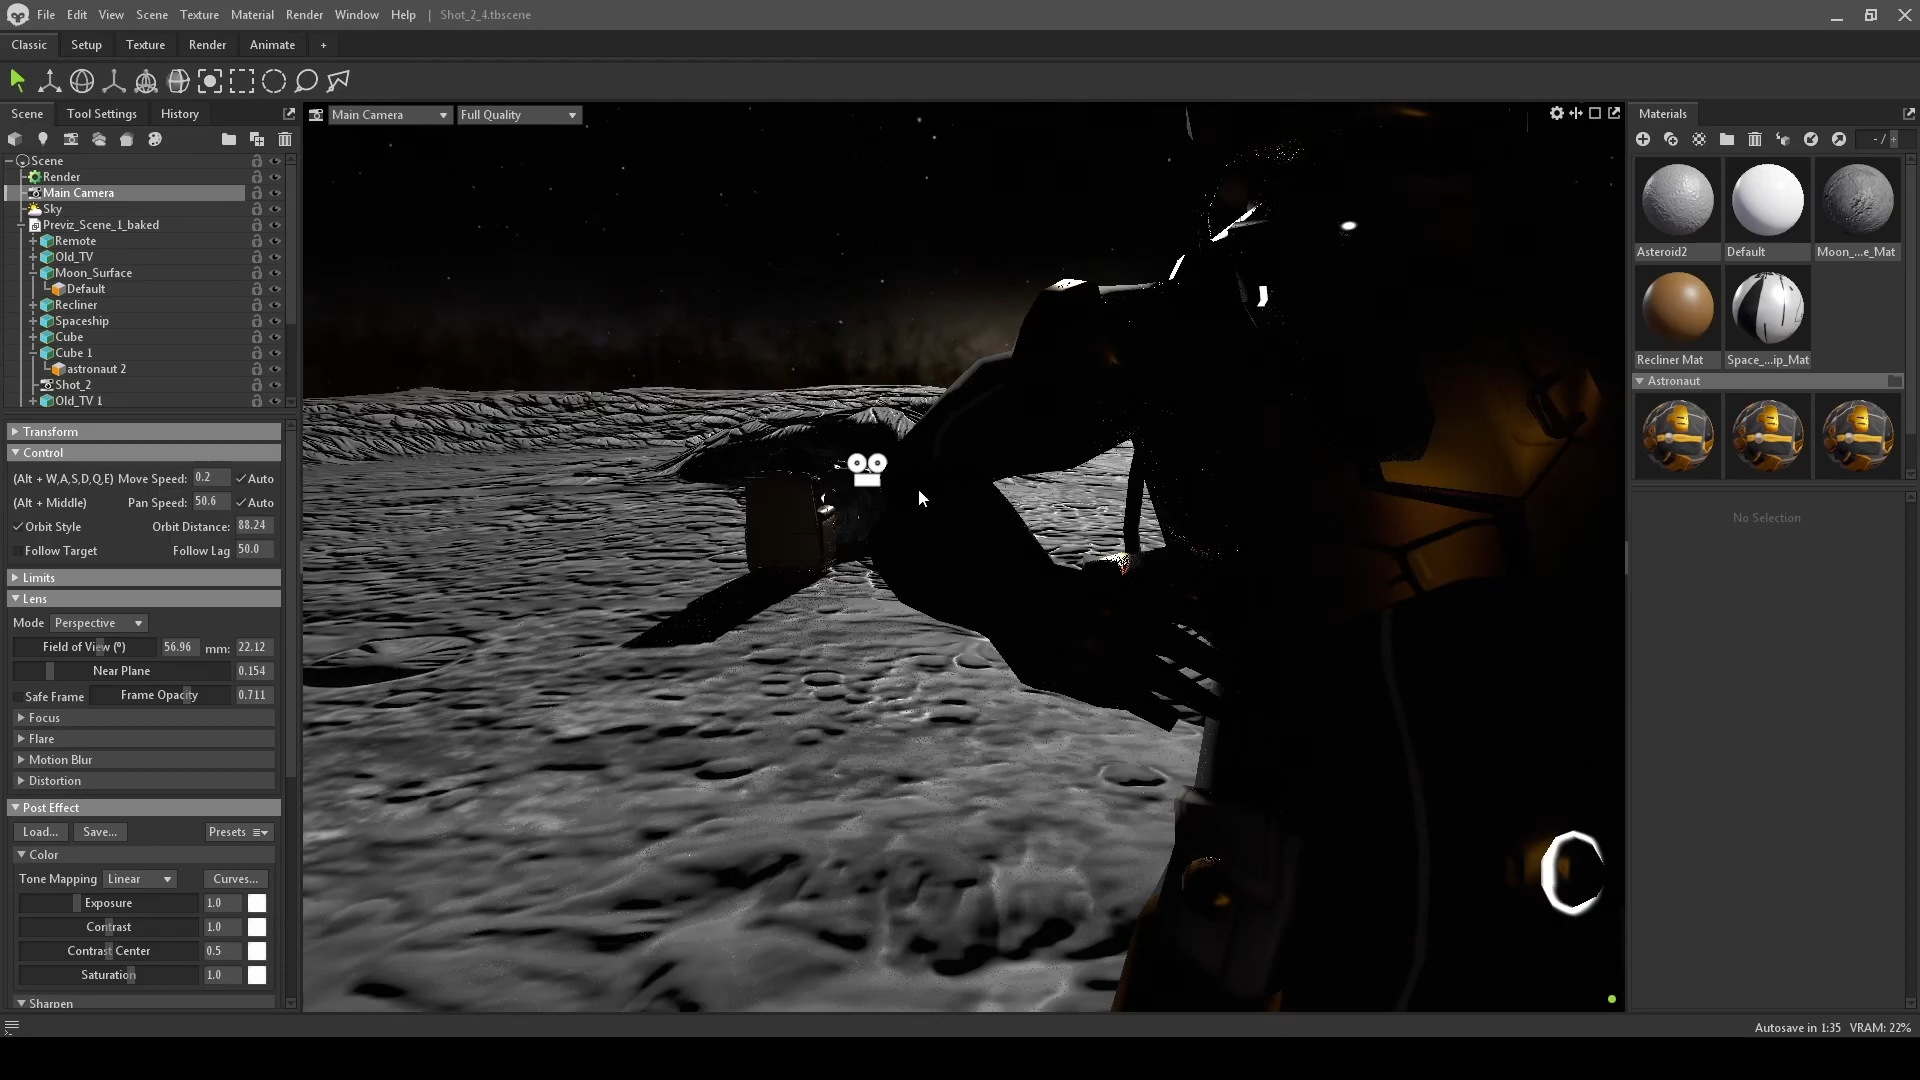 File Edit View Scene Texture Material Render Window Help | Shot_2_4.tbscene
Classic Setup Texture Render Animate +
Scene Tool Settings History
Main Camera Full Quality
Materials
- /
Scene
Render
Main Camera
Sky
Previz_Scene_1_baked
Remote
Old_TV
Moon_Surface
Default
Recliner
Spaceship
Cube
Cube 1
astronaut 2
Shot_2
Old_TV 1
Transform
Control
(Alt + W,A,S,D,Q,E) Move Speed: 0.2 Auto
(Alt + Middle) Pan Speed: 50.6 Auto
Orbit Style Orbit Distance: 88.24
Follow Target Follow Lag 50.0
Limits
Lens
Mode Perspective
Field of View (º) 56.96 mm: 22.12
Near Plane 0.154
Safe Frame Frame Opacity 0.711
Focus
Flare
Motion Blur
Distortion
Post Effect
Load... Save... Presets
Color
Tone Mapping Linear Curves...
Exposure 1.0
Contrast 1.0
Contrast Center 0.5
Saturation 1.0
Sharpen
Asteroid2 Default Moon_...e_Mat
Recliner Mat Space_...ip_Mat
Astronaut
No Selection
Autosave in 1:35 VRAM: 22%